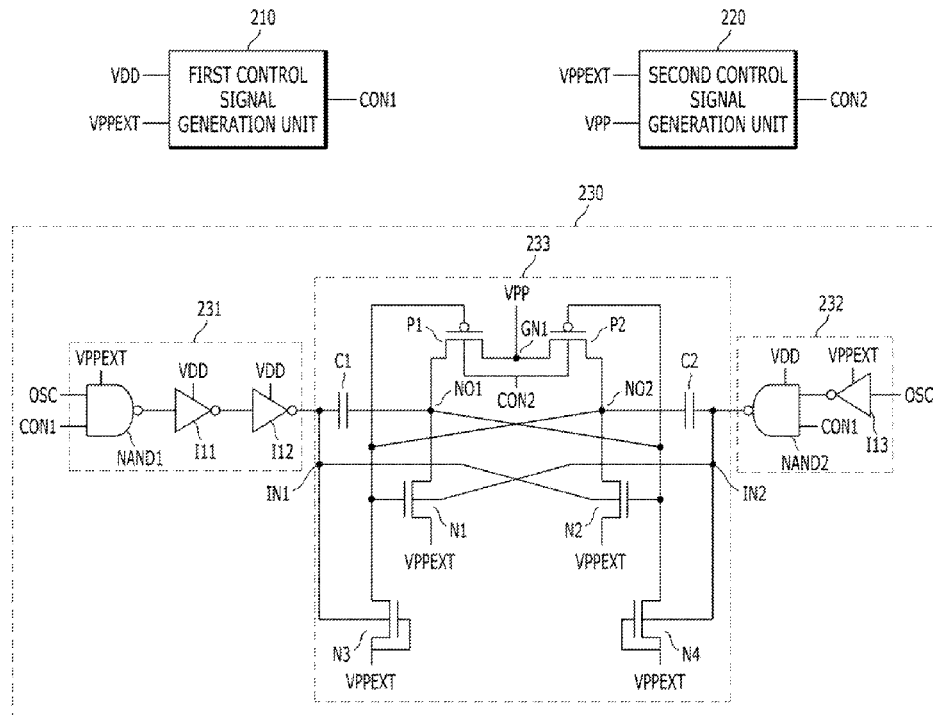 210
220
VDD
VPPEXT
FIRST CONTROL
SIGNAL
GENERATION UNIT
CON1
VPPEXT
VPP
SECOND CONTROL
SIGNAL
GENERATION UNIT
CON2
230
233
231
232
VPP
P1
GN1
P2
VPPEXT
VDD
VDD
C1
C2
VDD
VPPEXT
OSC
OSC
NO1
CON2
NO2
CON1
CON1
NAND1
I11
I12
NAND2
I13
IN1
IN2
N1
N2
VPPEXT
VPPEXT
N3
N4
VPPEXT
VPPEXT